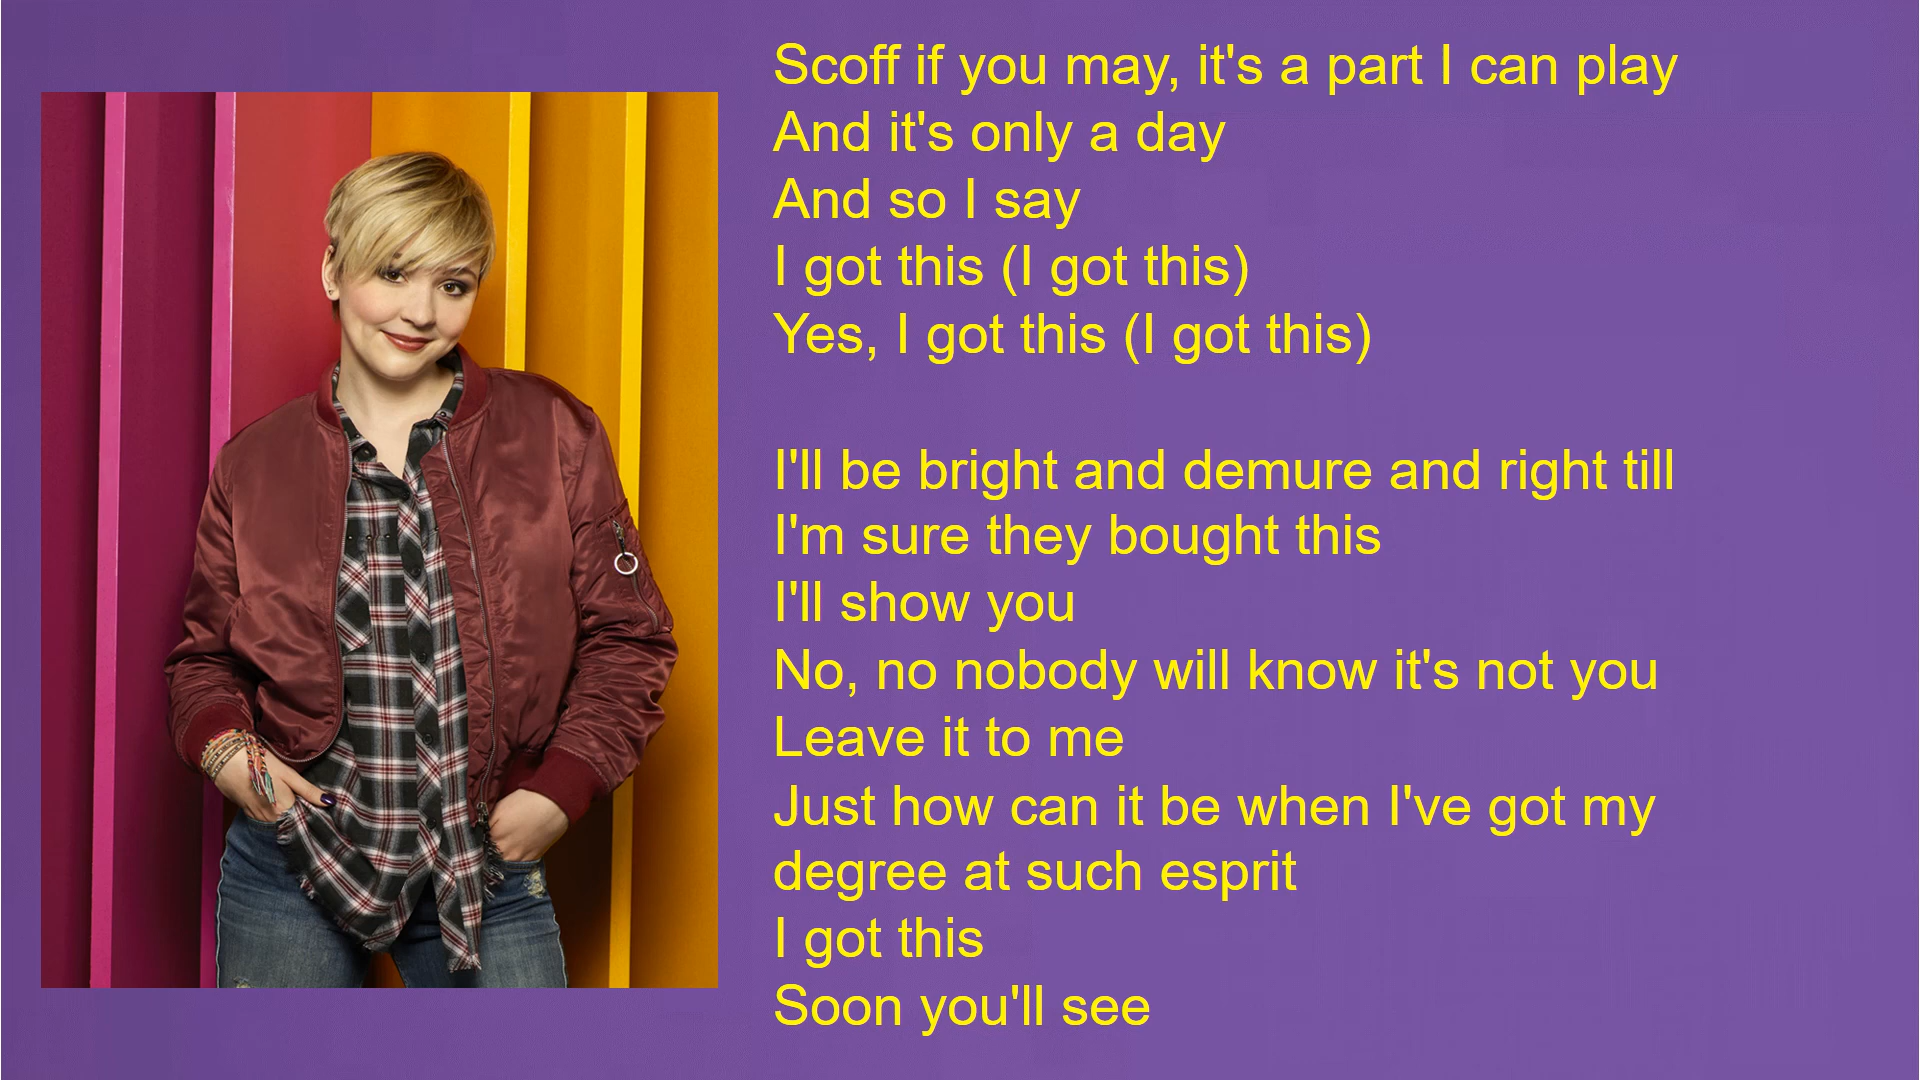 Scoff if you may, it's a part I can play
And it's only a day
And so I say
I got this (I got this)
Yes, I got this (I got this)
I'll be bright and demure and right till
I'm sure they bought this
I'll show you
No, no nobody will know it's not you
Leave it to me
Just how can it be when I've got my
degree at such esprit
I got this
Soon you'll see